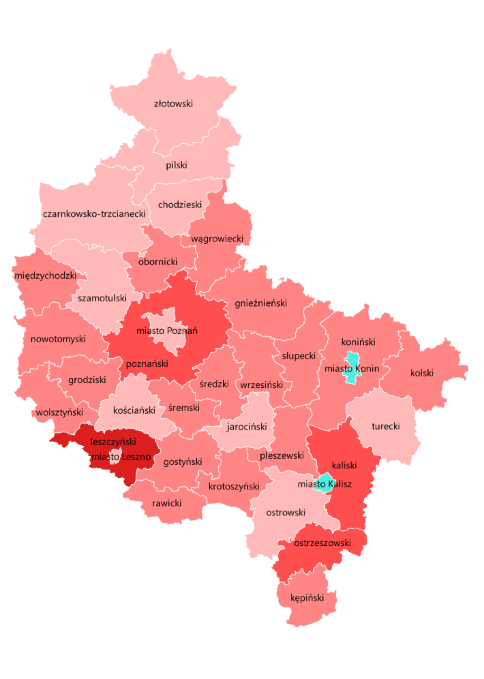 złotowski
pilski
chodzieski
czarnkowsko-trzcianecki
wągrowiecki
obornicki
międzychodzki
szamotulski
gnieźnieński
miasto Poznań
nowotomyski
koniński
słupecki
poznański
miasto Konin
kolski
grodziski
średzki
wrzesiński
kościański
śremski
wolsztyński
jarociński
turecki
leszczyński
miasto Leszno
pleszewski
gostyński
kaliski
krotoszyński
miasto Kalisz
rawicki
ostrowski
ostrzeszowski
kępiński